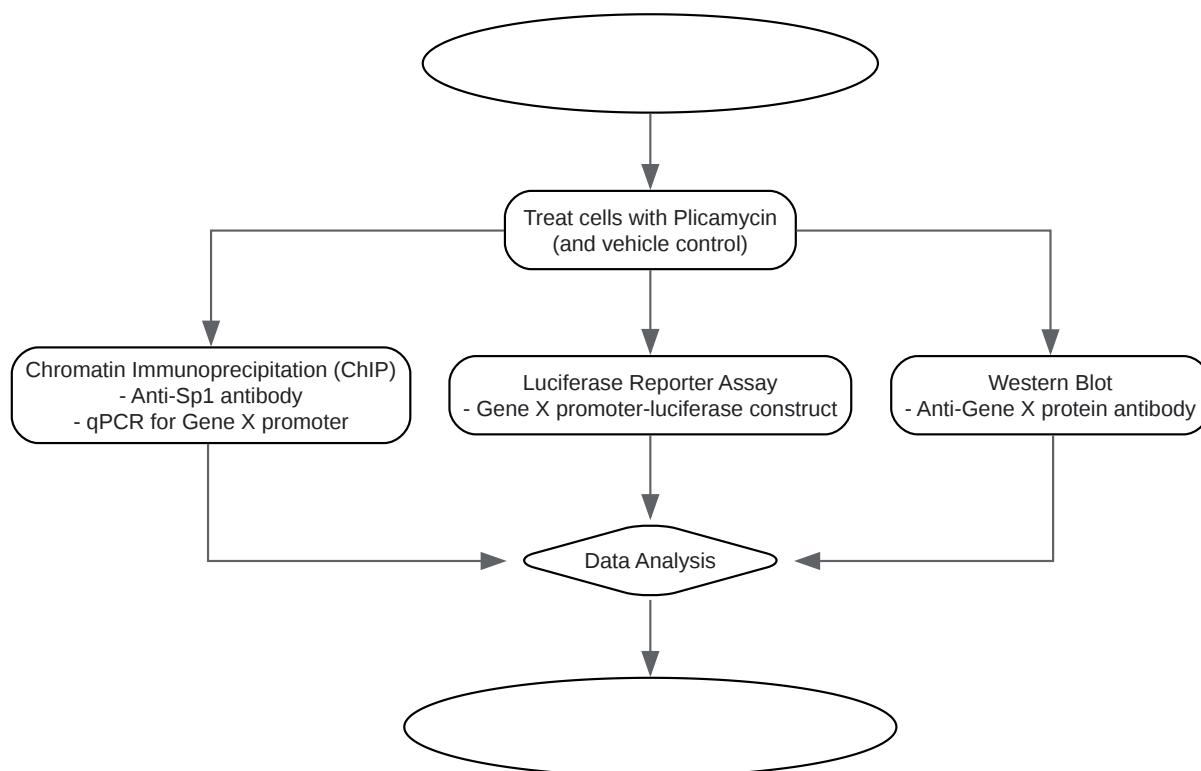 Treat cells with Plicamycin
(and vehicle control)
Chromatin Immunoprecipitation (ChIP)
- Anti-Sp1 antibody
- qPCR for Gene X promoter
Luciferase Reporter Assay
- Gene X promoter-luciferase construct
Western Blot
- Anti-Gene X protein antibody
Data Analysis